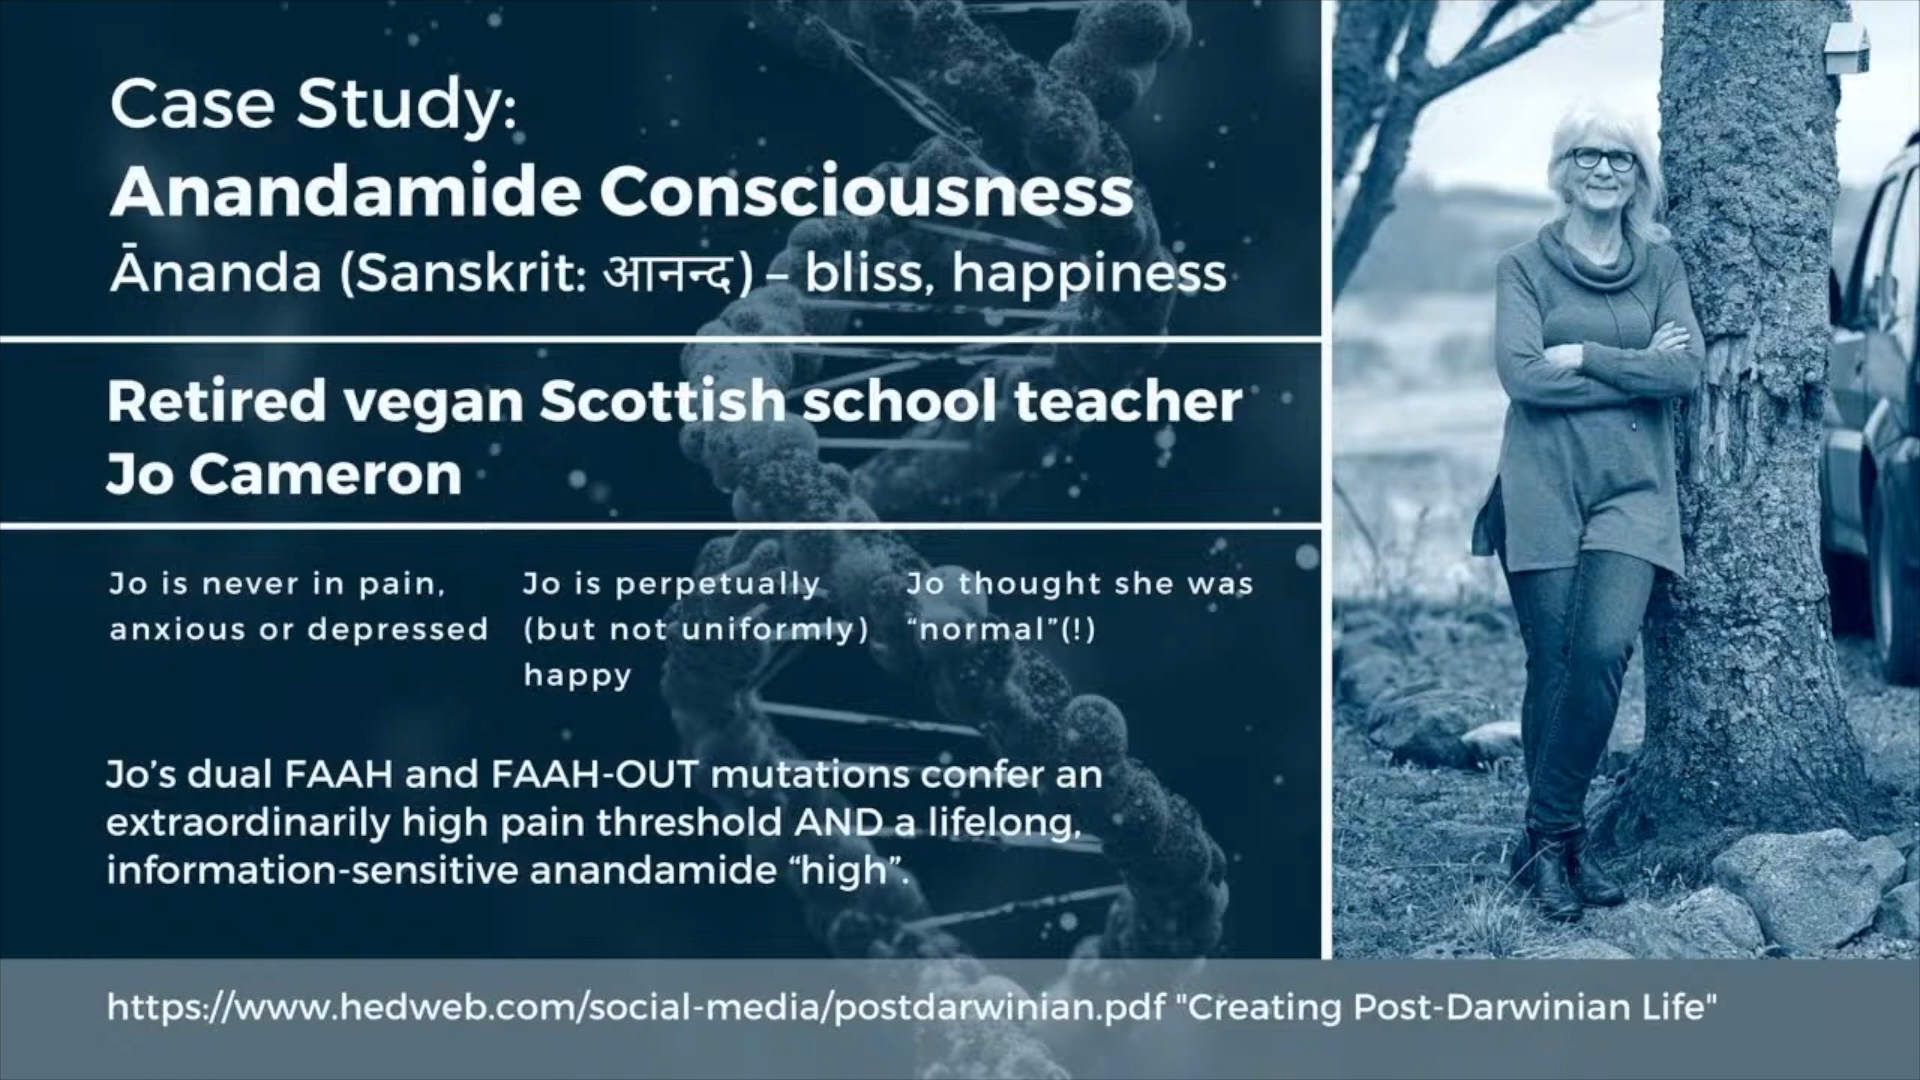 Case Study:
Anandamide Consciousness
Ānanda (Sanskrit: आनन्द) – bliss, happiness
Retired vegan Scottish school teacher
Jo Cameron
Jo is never in pain,
anxious or depressed
Jo is perpetually
(but not uniformly)
happy
Jo thought she was
“normal”(!)
Jo’s dual FAAH and FAAH-OUT mutations confer an
extraordinarily high pain threshold AND a lifelong,
information-sensitive anandamide “high”.
https://www.hedweb.com/social-media/postdarwinian.pdf "Creating Post-Darwinian Life"